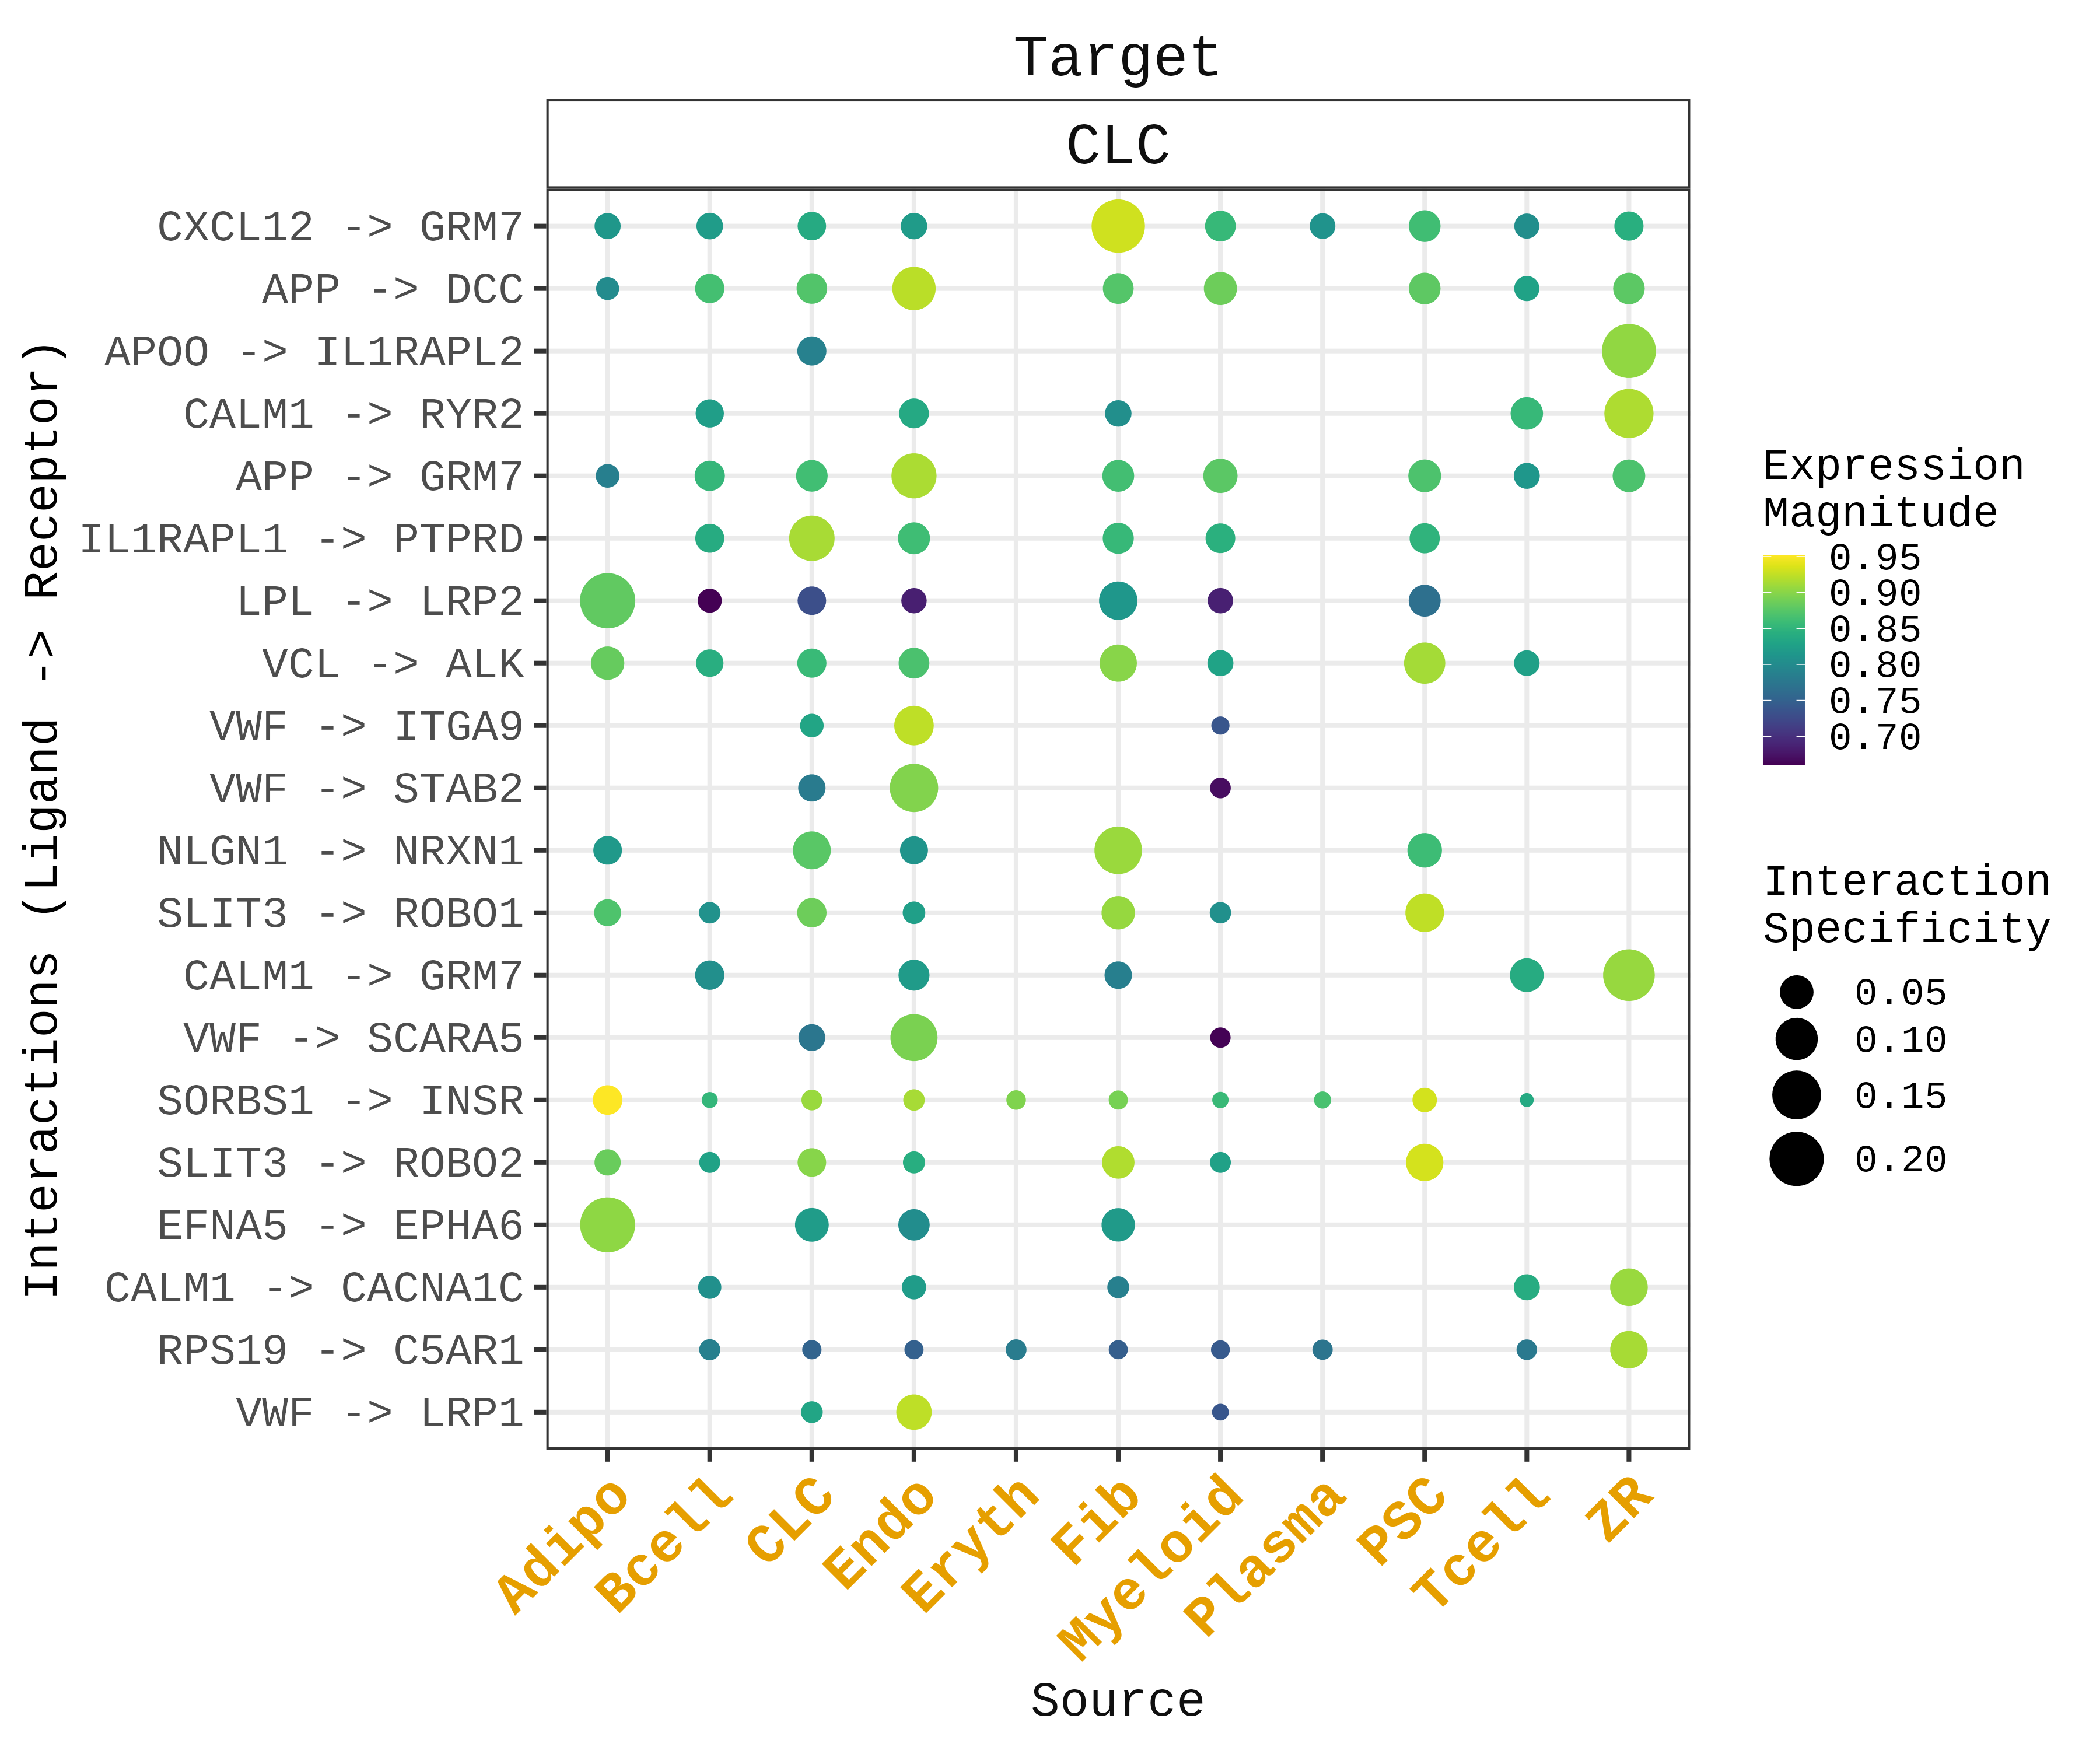 Target
CLC
CXCL12 -> GRM7
APP -> DCC
APOO -> IL1RAPL2
CALM1 -> RYR2
APP -> GRM7
IL1RAPL1 -> PTPRD
LPL -> LRP2
VCL -> ALK
VWF -> ITGA9
VWF -> STAB2
NLGN1 -> NRXN1
SLIT3 -> ROBO1
CALM1 -> GRM7
VWF -> SCARA5
SORBS1 -> INSR
SLIT3 -> ROBO2
EFNA5 -> EPHA6
CALM1 -> CACNA1C
RPS19 -> C5AR1
VWF -> LRP1
Interactions (Ligand -> Receptor)
Adipo
Bcell
CLC
Endo
Eryth
Fib
Myeloid
Plasma
PSC
Tcell
ZR
Source
Expression
Magnitude
0.95
0.90
0.85
0.80
0.75
0.70
Interaction
Specificity
0.05
0.10
0.15
0.20